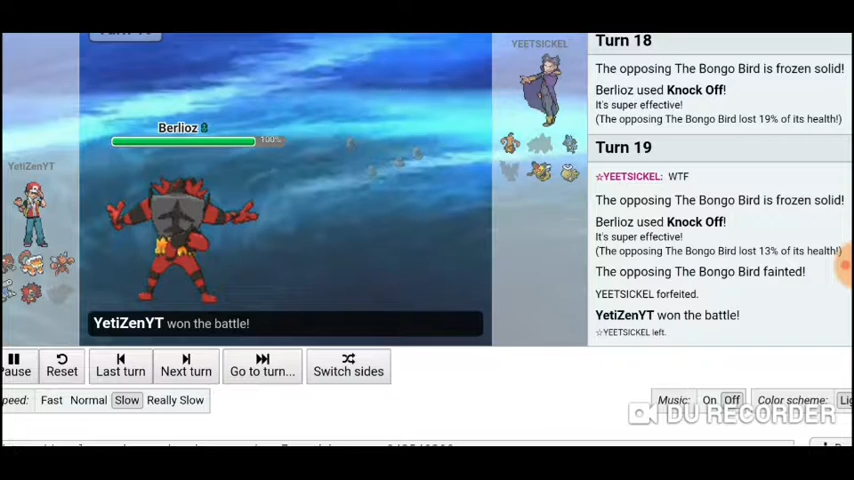 YEETSICKEL
Turn 18
The opposing The Bongo Bird is frozen solid!
Berlioz used Knock Off!
It's super effective!
(The opposing The Bongo Bird lost 19% of its health!)
Turn 19
☆YEETSICKEL: WTF
The opposing The Bongo Bird is frozen solid!
Berlioz used Knock Off!
It's super effective!
(The opposing The Bongo Bird lost 13% of its health!)
The opposing The Bongo Bird fainted!
YEETSICKEL forfeited.
YetiZenYT won the battle!
☆YEETSICKEL left.
Berlioz
100%
YetiZenYT
YetiZenYT won the battle!
Pause Reset Last turn Next turn Go to turn... Switch sides
peed: Fast Normal Slow Really Slow
Music: On Off Color scheme: Lig
DU RECORDER